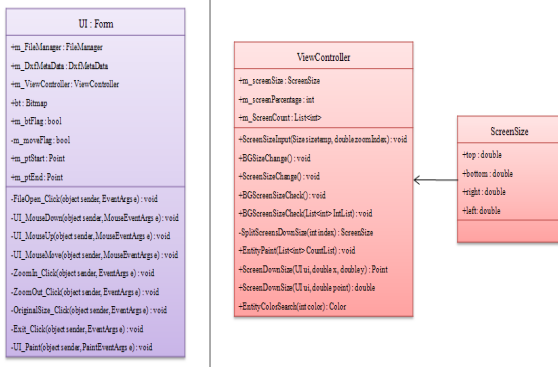 UI : Form
+m_FileManager : FileManager
+m_DxfMetaData : DxfMetaData
+m_ViewController : ViewController
+bt : Bitmap
+m_btFlag : bool
-m_moveFlag : bool
+m_ptStart : Point
+m_ptEnd : Point
-FileOpen_Click(object sender, EventArgs e) : void
-UI_MouseDown(object sender, MouseEventArgs e) : void
-UI_MouseUp(object sender, MouseEventArgs e) : void
-UI_MouseMove(object sender, MouseEventArgs e) : void
-ZoomIn_Click(object sender, EventArgs e) : void
-ZoomOut_Click(object sender, EventArgs e) : void
-OriginalSize_Click(object sender, EventArgs e) : void
-Exit_Click(object sender, EventArgs e) : void
-UI_Paint(object sender, PaintEventArgs e) : void
ViewController
+m_screenSize : ScreenSize
+m_screenPercentage : int
+m_ScreenCount : List<int>
+ScreenSizeInput(Size sizetemp, double zoomIndex) : void
+BGSizeChange() : void
+ScreenSizeChange() : void
+BGScreenSizeCheck() : void
+BGScreenSizeCheck(List<int> IntList) : void
-SplitScreensDownSize(int index) : ScreenSize
+EntityPaint(List<int> CountList) : void
+ScreenDownSize(UI ui, double x, double y) : Point
+ScreenDownSize(UI ui, double point) : double
+EntityColorSearch(int color) : Color
ScreenSize
+top : double
+bottom : double
+right : double
+left : double